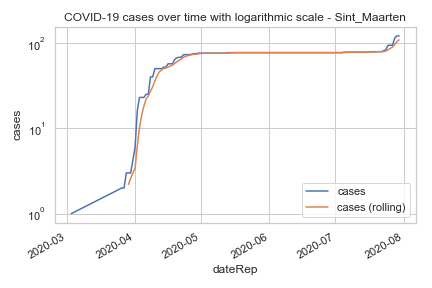 COVID-19 cases over time with logarithmic scale - Sint_Maarten
cases
10²
10¹
10⁰
cases
cases (rolling)
2020-03
2020-04
2020-05
2020-06
2020-07
2020-08
dateRep